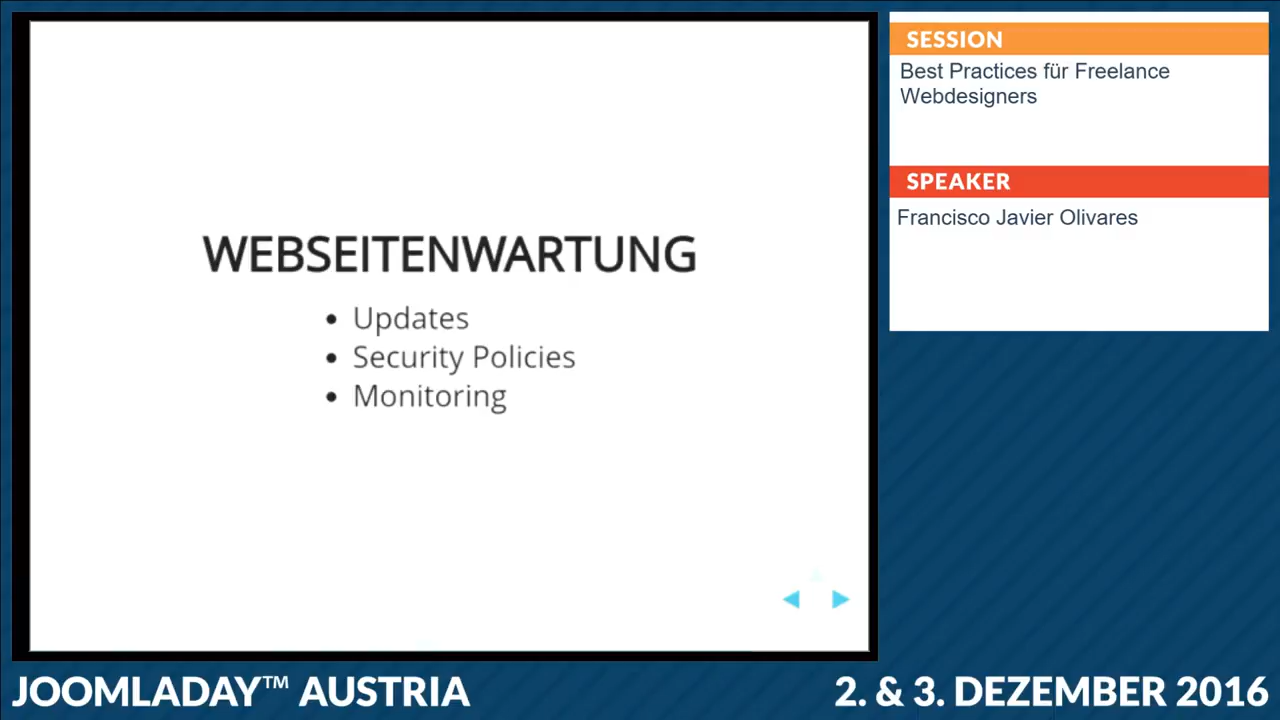 WEBSEITENWARTUNG
• Updates
• Security Policies
• Monitoring
SESSION
Best Practices für Freelance
Webdesigners
SPEAKER
Francisco Javier Olivares
JOOMLADAY™ AUSTRIA
2. & 3. DEZEMBER 2016